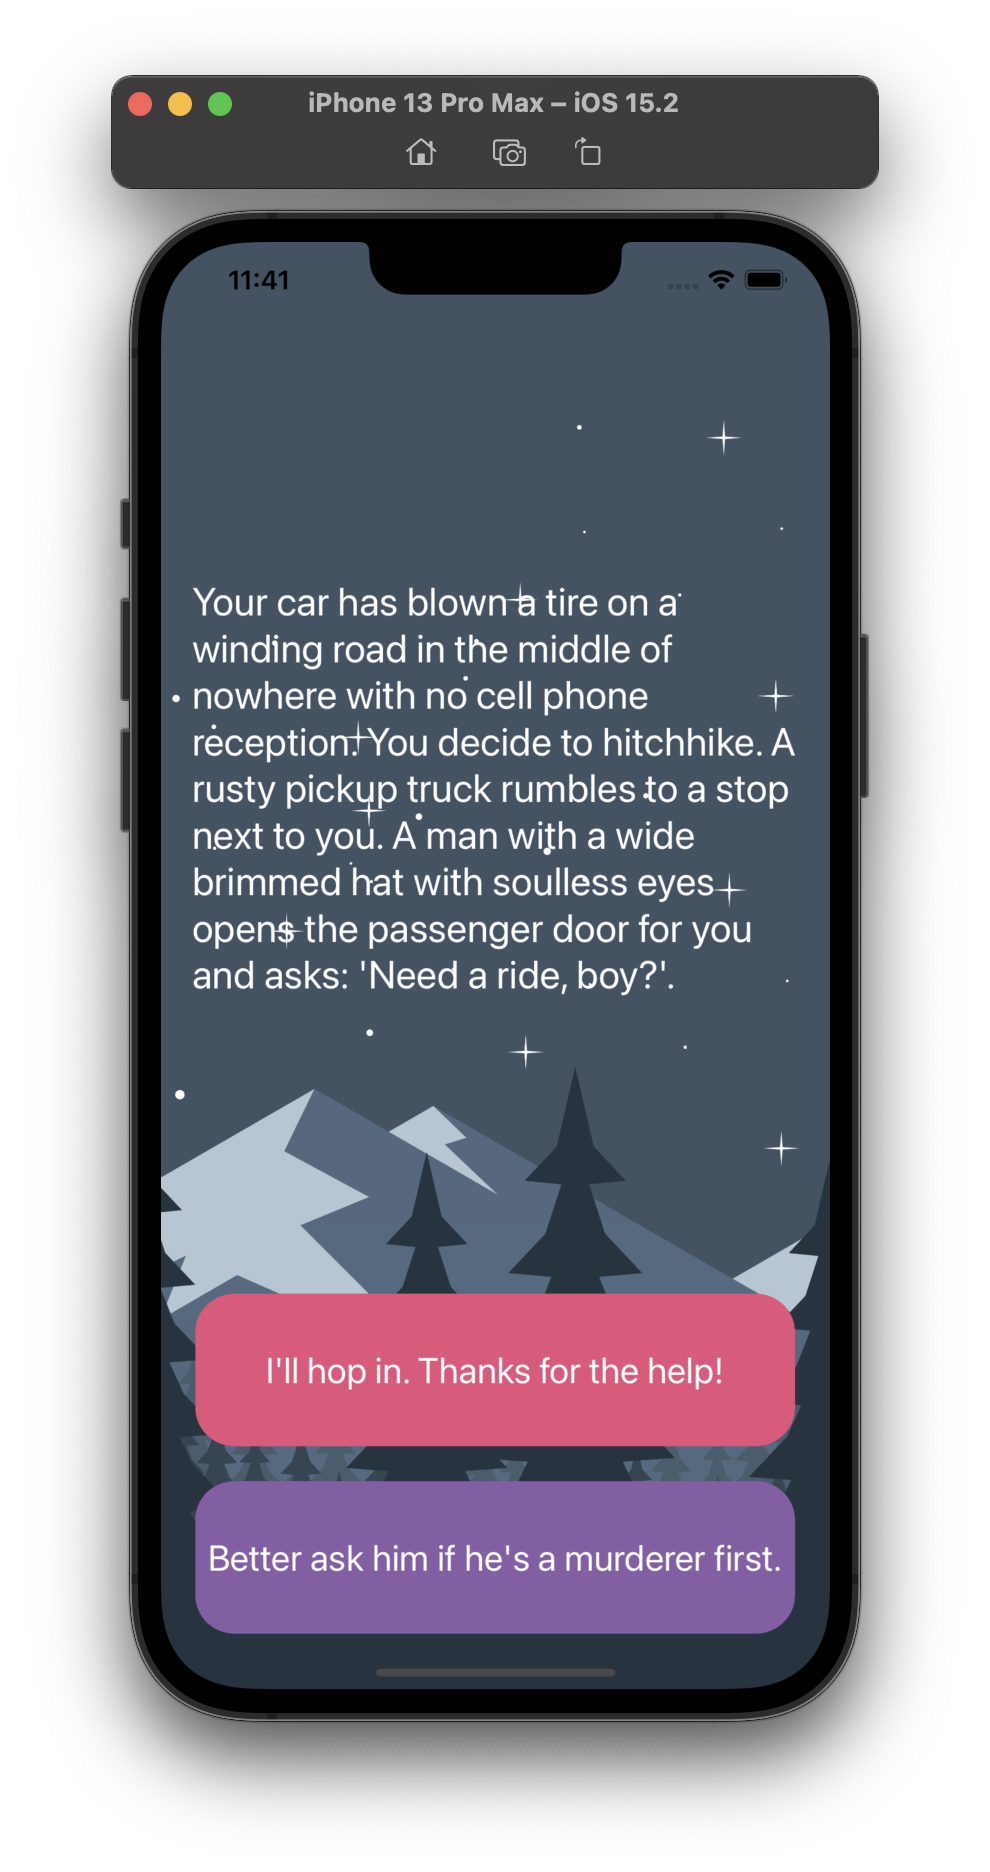 iPhone 13 Pro Max – iOS 15.2
11:41
Your car has blown a tire on a
winding road in the middle of
nowhere with no cell phone
reception. You decide to hitchhike. A
rusty pickup truck rumbles to a stop
next to you. A man with a wide
brimmed hat with soulless eyes
opens the passenger door for you
and asks: 'Need a ride, boy?'.
I'll hop in. Thanks for the help!
Better ask him if he's a murderer first.